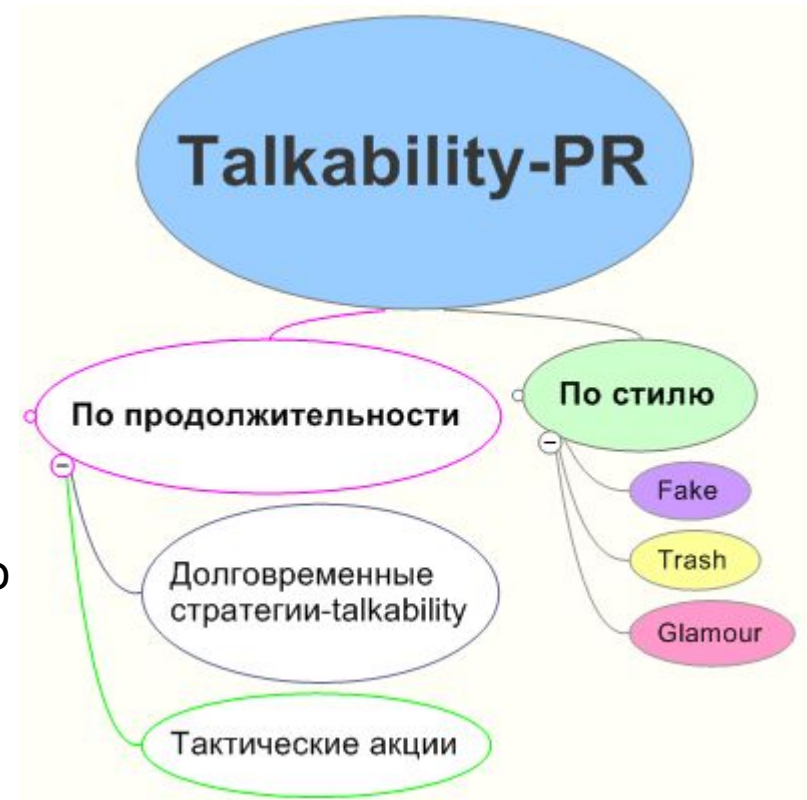 Talkability-PR
По продолжительности
По стилю
Fake
Trash
Glamour
Долговременные
стратегии-talkability
Тактические акции